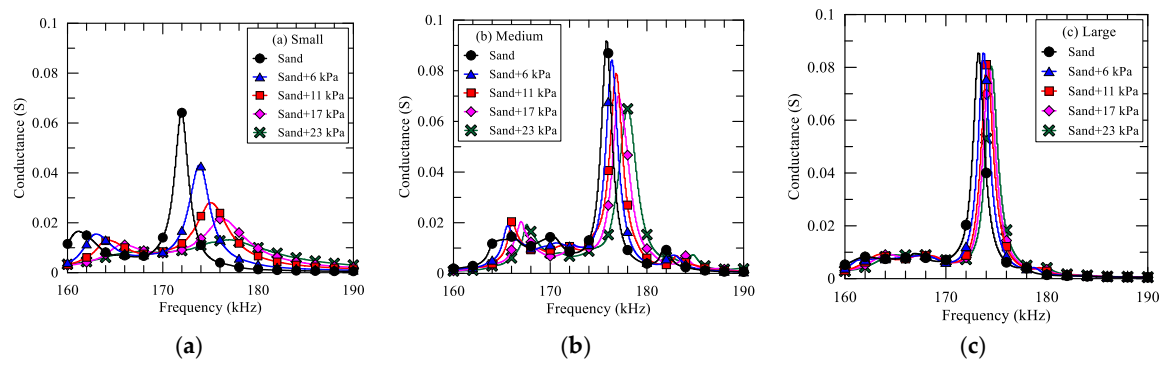 0.1
0.08
0.06
0.04
0.02
0
Conductance (S)
160 170 180 190
Frequency (kHz)
(a) Small
Sand
Sand+6 kPa
Sand+11 kPa
Sand+17 kPa
Sand+23 kPa
(a)
0.1
0.08
0.06
0.04
0.02
0
Conductance (S)
160 170 180 190
Frequency (kHz)
(b) Medium
Sand
Sand+6 kPa
Sand+11 kPa
Sand+17 kPa
Sand+23 kPa
(b)
0.1
0.08
0.06
0.04
0.02
0
Conductance (S)
160 170 180 190
Frequency (kHz)
(c) Large
Sand
Sand+6 kPa
Sand+11 kPa
Sand+17 kPa
Sand+23 kPa
(c)